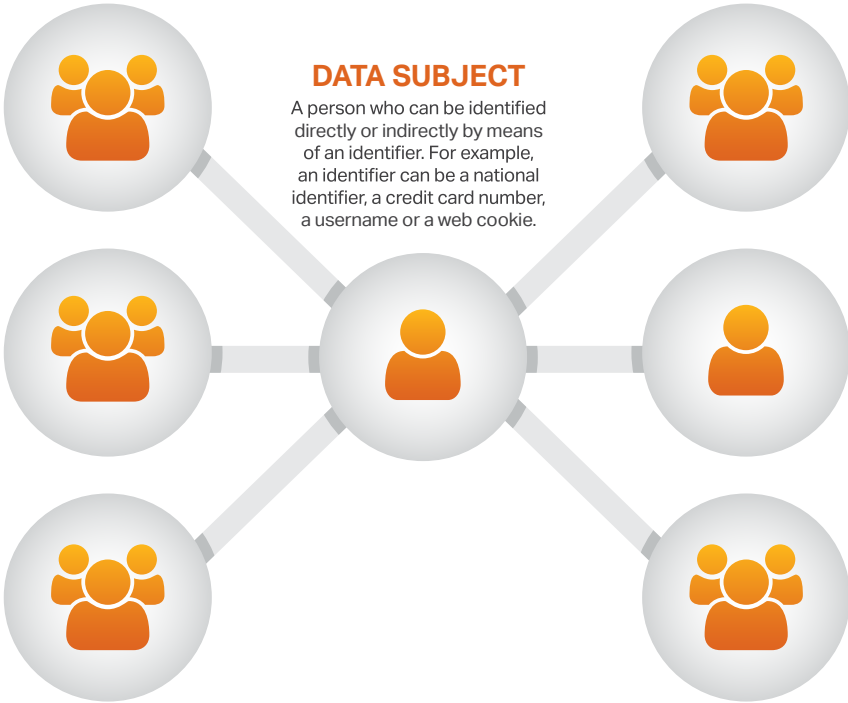 DATA SUBJECT
A person who can be identified
directly or indirectly by means
of an identifier. For example,
an identifier can be a national
identifier, a credit card number,
a username or a web cookie.